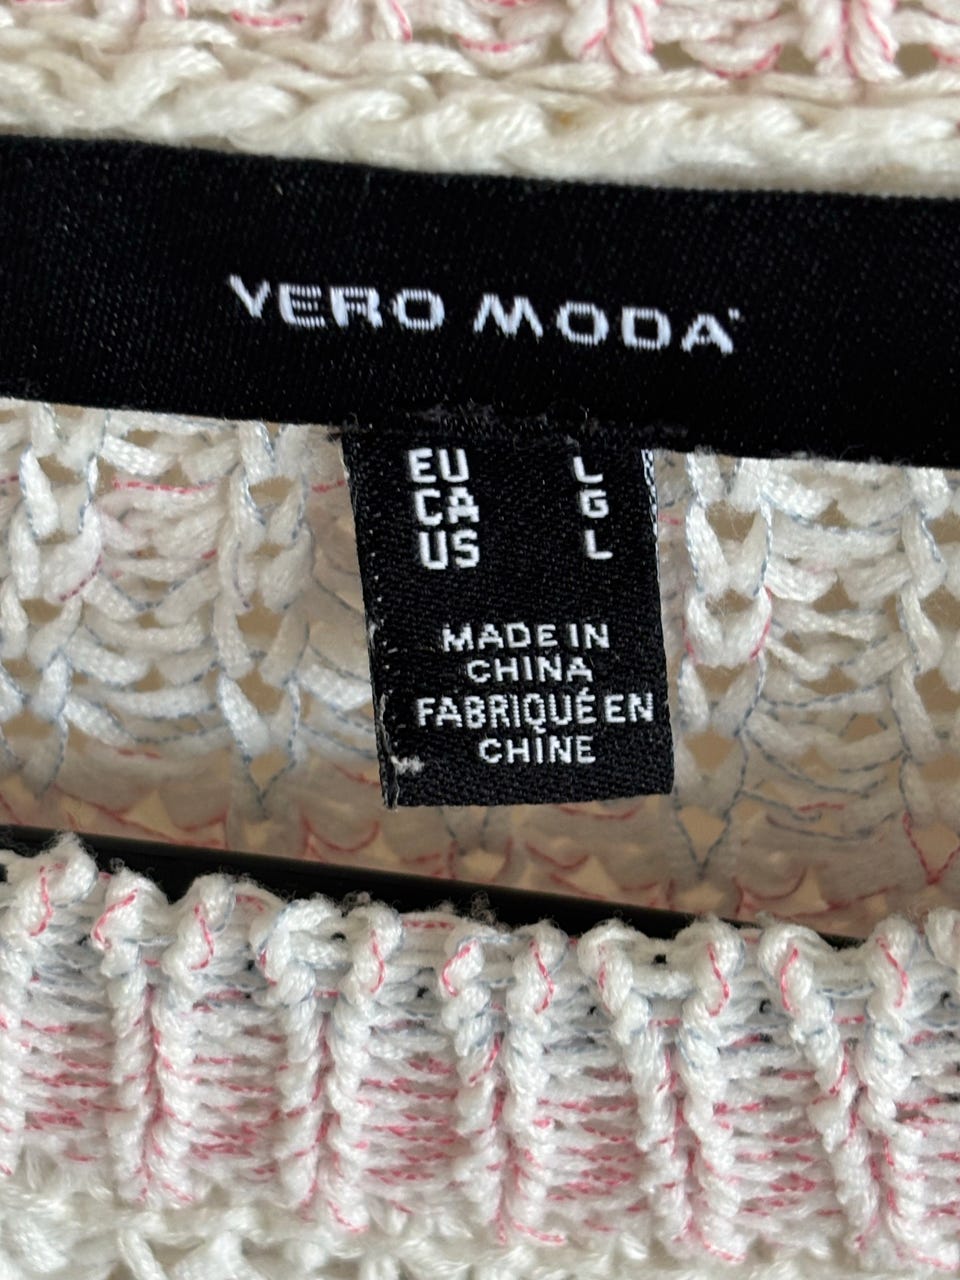 VERO MODA
EU L
CA G
US L
MADE IN
CHINA
FABRIQUÉ EN
CHINE